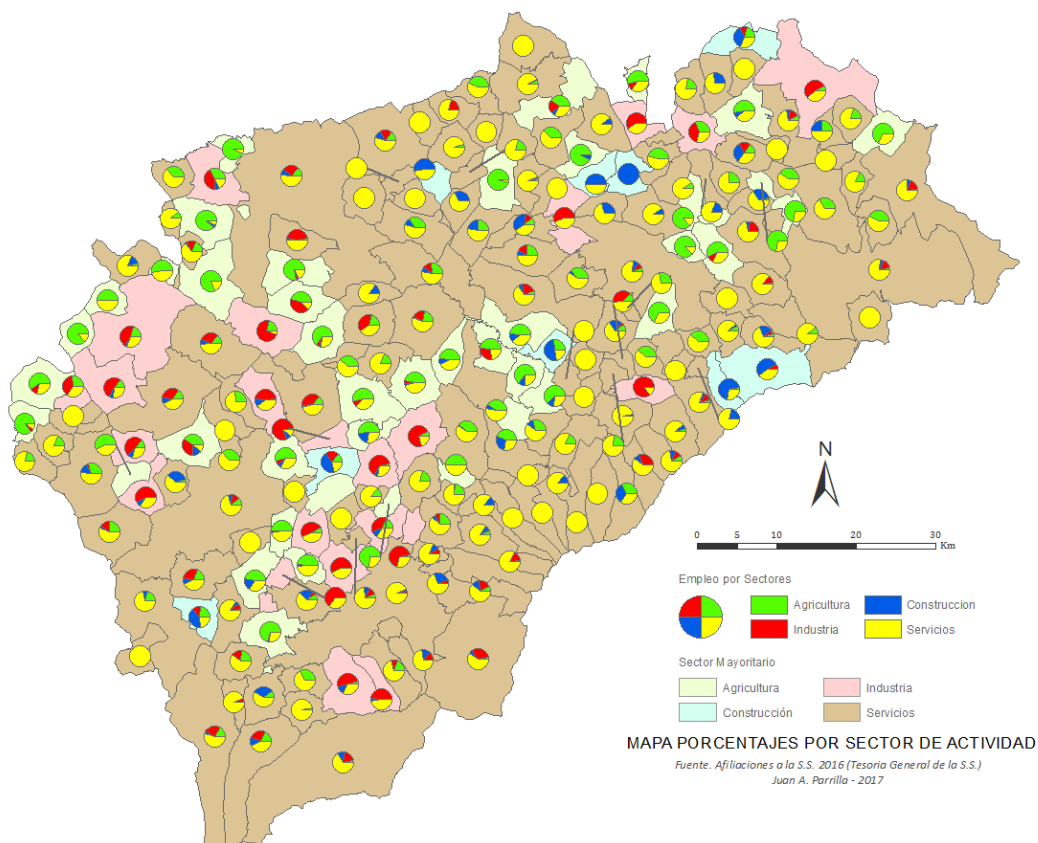 N
0 5 10 20 30
Km
Empleo por Sectores
Agricultura
Construccion
Industria
Servicios
Sector Mayoritario
Agricultura
Industria
Construcción
Servicios
MAPA PORCENTAJES POR SECTOR DE ACTIVIDAD
Fuente. Afiliaciones a la S.S. 2016 (Tesoria General de la S.S.)
Juan A. Parrilla - 2017
3